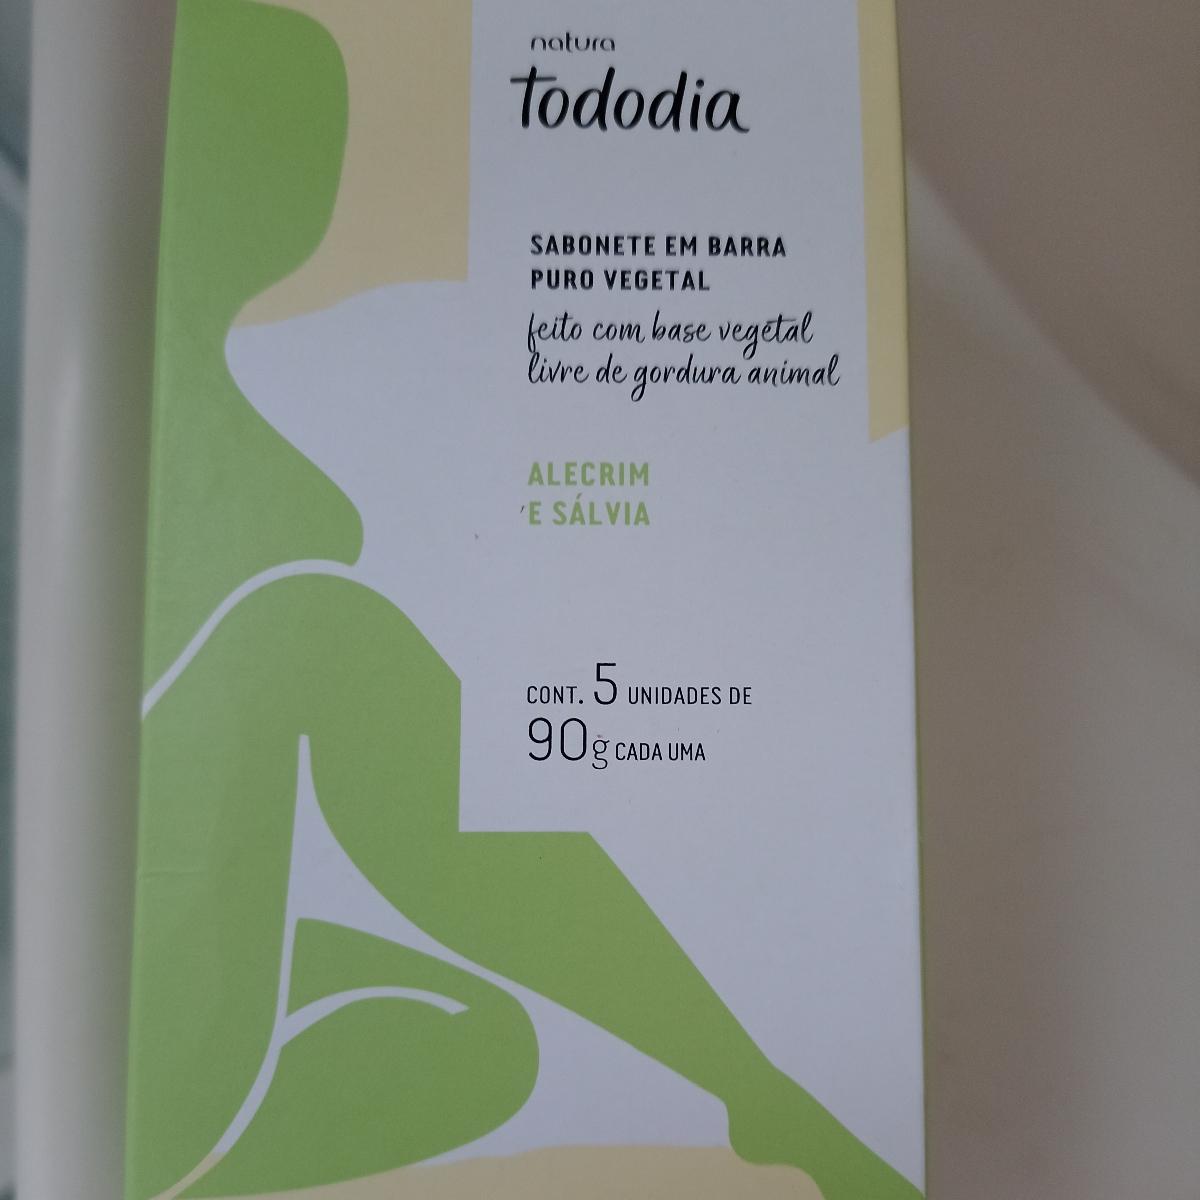 natura
tododia
SABONETE EM BARRA
PURO VEGETAL
feito com base vegetal
livre de gordura animal
ALECRIM
E SÁLVIA
CONT. 5 UNIDADES DE
90g CADA UMA